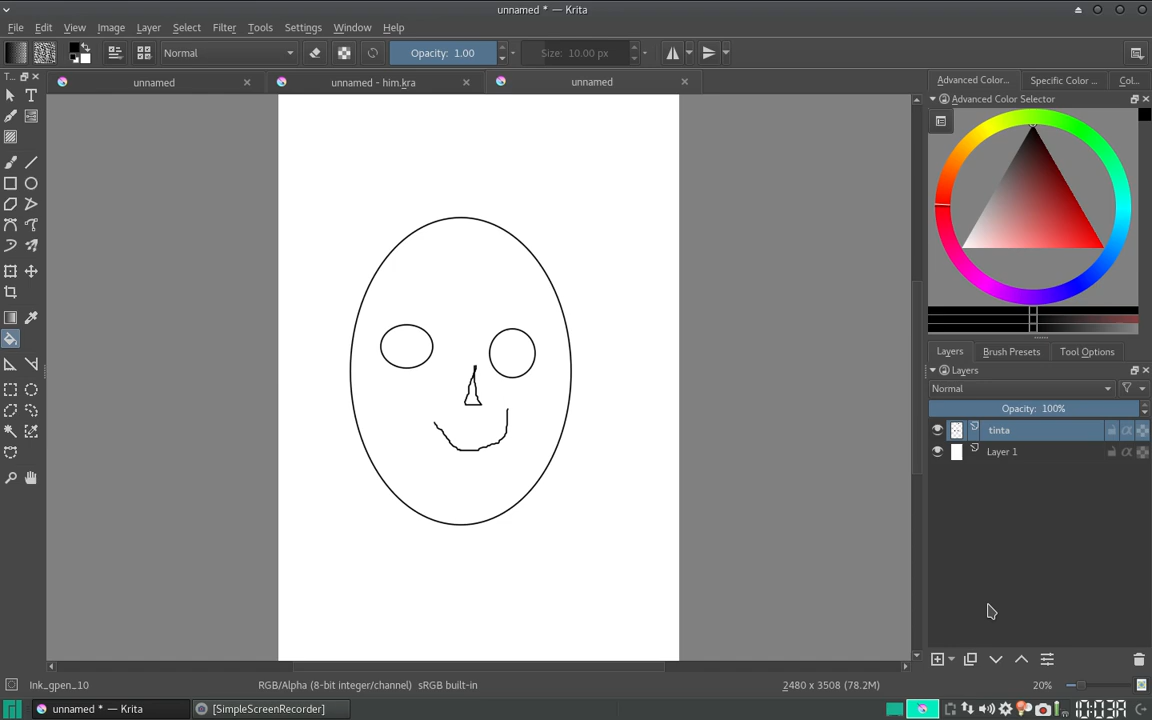 unnamed * — Krita
File Edit View Image Layer Select Filter Tools Settings Window Help
Normal Opacity: 1.00 Size: 10.00 px
unnamed unnamed - him.kra unnamed
Advanced Color... Specific Color ... Col...
T...
Advanced Color Selector
Layers Brush Presets Tool Options
Layers
Normal
Opacity: 100%
tinta
Layer 1
Ink_gpen_10 RGB/Alpha (8-bit integer/channel) sRGB built-in 2480 x 3508 (78.2M) 20%
unnamed * — Krita [SimpleScreenRecorder] 10:03A